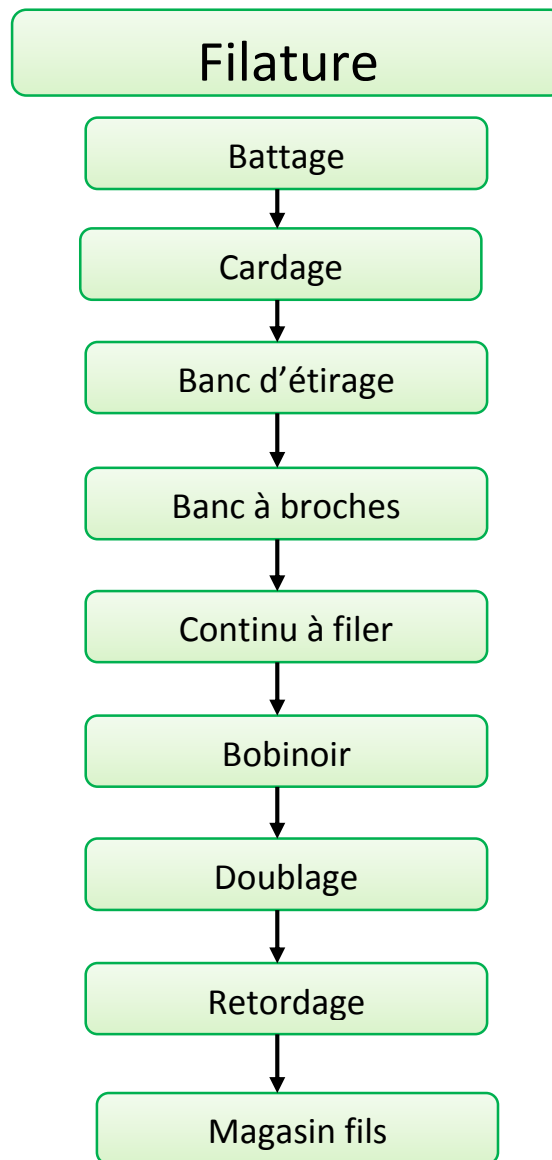 Filature
Battage
Cardage
Banc d’étirage
Banc à broches
Continu à filer
Bobinoir
Doublage
Retordage
Magasin fils